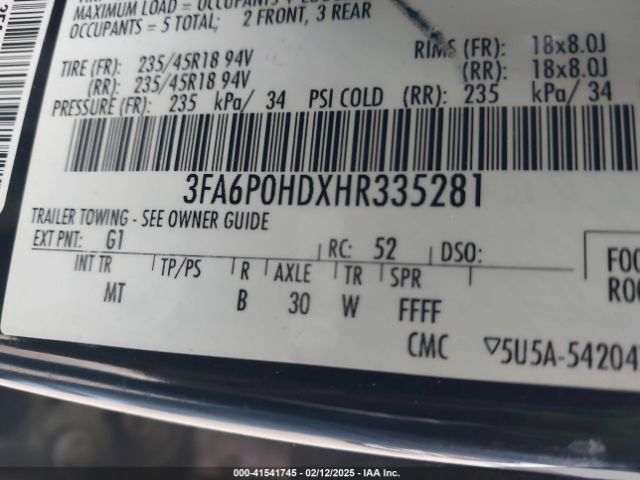 MAXIMUM LOAD = OCCUPANTS +
OCCUPANTS = 5 TOTAL; 2 FRONT, 3 REAR
TIRE (FR): 235/45R18 94V RIMS (FR): 18x8.0J
(RR): 235/45R18 94V (RR): 18x8.0J
PRESSURE (FR): 235 kPa/ 34 PSI COLD (RR): 235 kPa/ 34
3FA6P0HDXHR335281
TRAILER TOWING - SEE OWNER GUIDE
EXT PNT: G1 RC: 52 DSO:
INT TR TP/PS R AXLE TR SPR
MT B 30 W FFFF
CMC ▽5U5A-54204
000-41541745 - 02/12/2025 - IAA Inc.